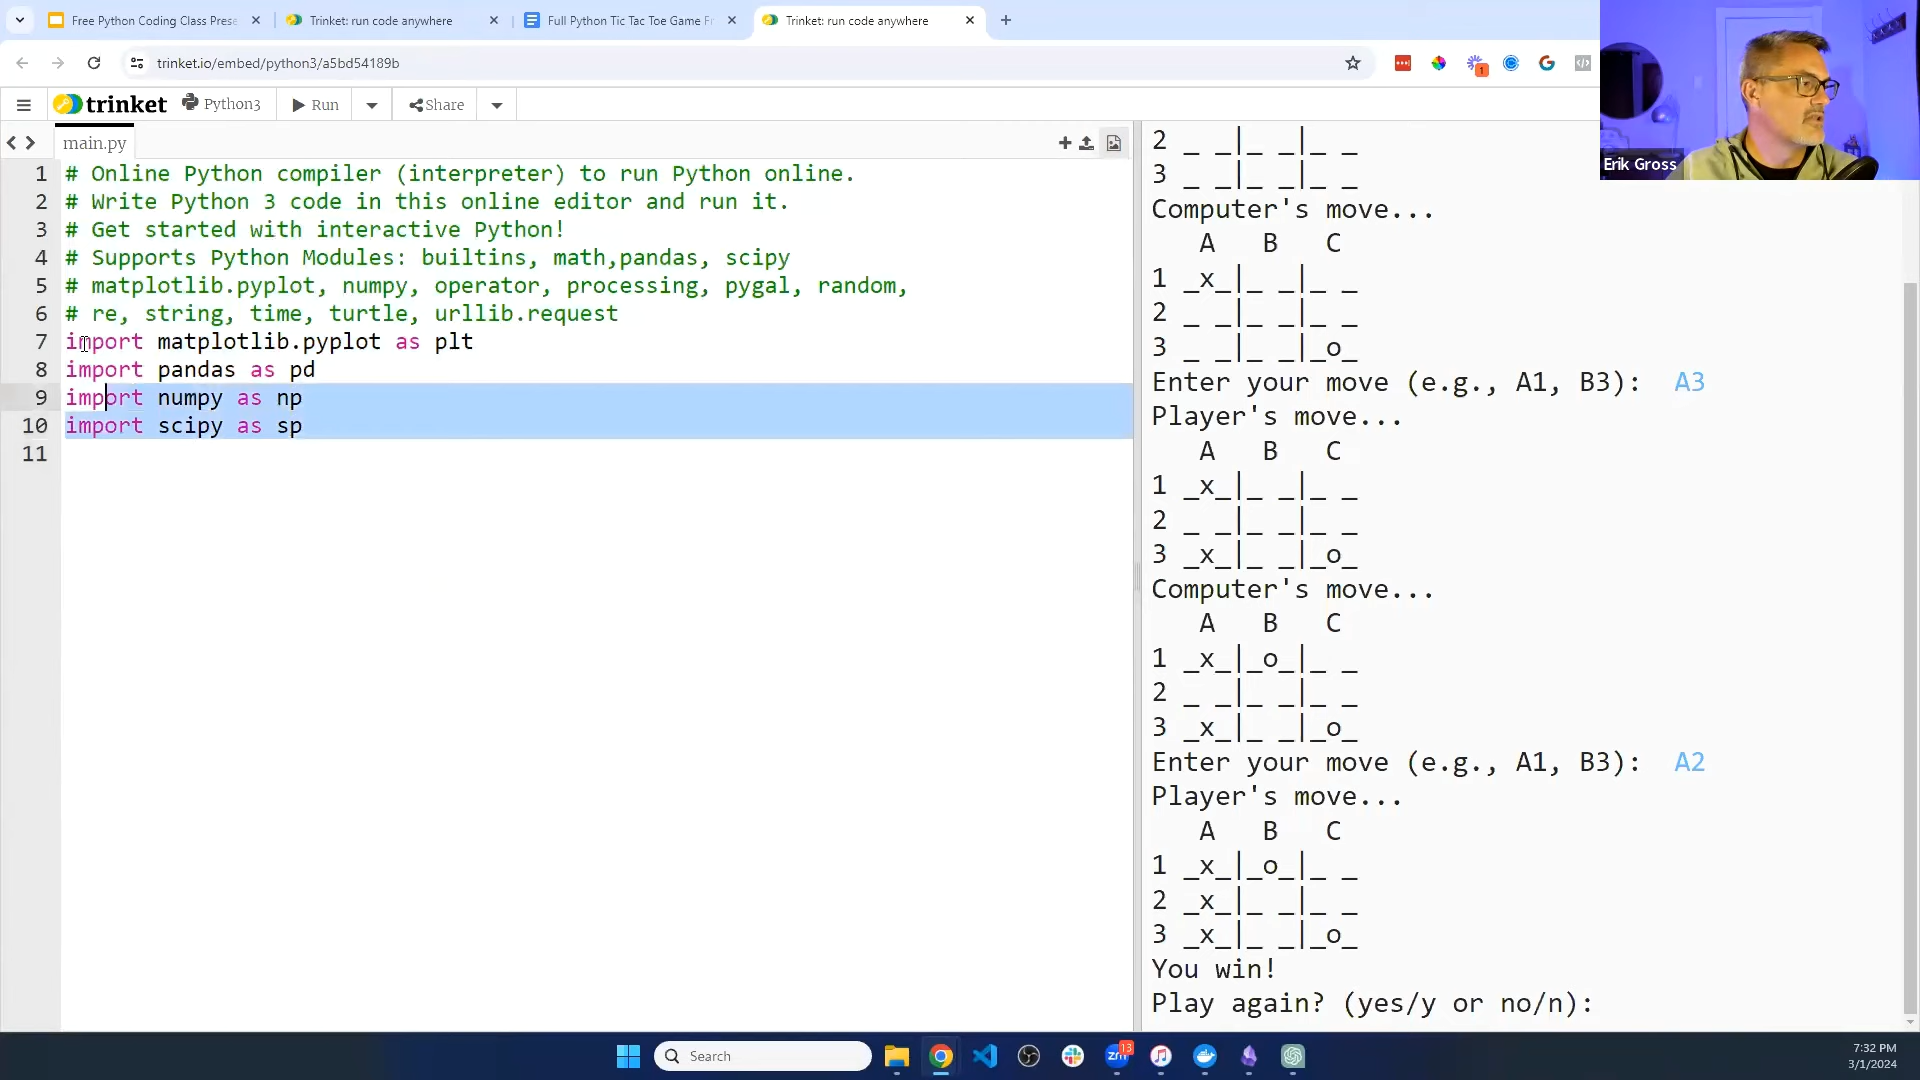 Free Python Coding Class Prese
Trinket: run code anywhere
Full Python Tic Tac Toe Game Fr
Trinket: run code anywhere
trinket.io/embed/python3/a5bd54189b
1
trinket
Python3
Run
Share
main.py
1 # Online Python compiler (interpreter) to run Python online.
2 # Write Python 3 code in this online editor and run it.
3 # Get started with interactive Python!
4 # Supports Python Modules: builtins, math,pandas, scipy
5 # matplotlib.pyplot, numpy, operator, processing, pygal, random,
6 # re, string, time, turtle, urllib.request
7 import matplotlib.pyplot as plt
8 import pandas as pd
9 import numpy as np
10 import scipy as sp
11
2 _ _|_ _|_ _
3 _ _|_ _|_ _
Computer's move...
A B C
1 _x_|_ _|_ _
2 _ _|_ _|_ _
3 _ _|_ _|_o_
Enter your move (e.g., A1, B3): A3
Player's move...
A B C
1 _x_|_ _|_ _
2 _ _|_ _|_ _
3 _x_|_ _|_o_
Computer's move...
A B C
1 _x_|_o_|_ _
2 _ _|_ _|_ _
3 _x_|_ _|_o_
Enter your move (e.g., A1, B3): A2
Player's move...
A B C
1 _x_|_o_|_ _
2 _x_|_ _|_ _
3 _x_|_ _|_o_
You win!
Play again? (yes/y or no/n):
Erik Gross
Search
zm
13
7:32 PM
3/1/2024